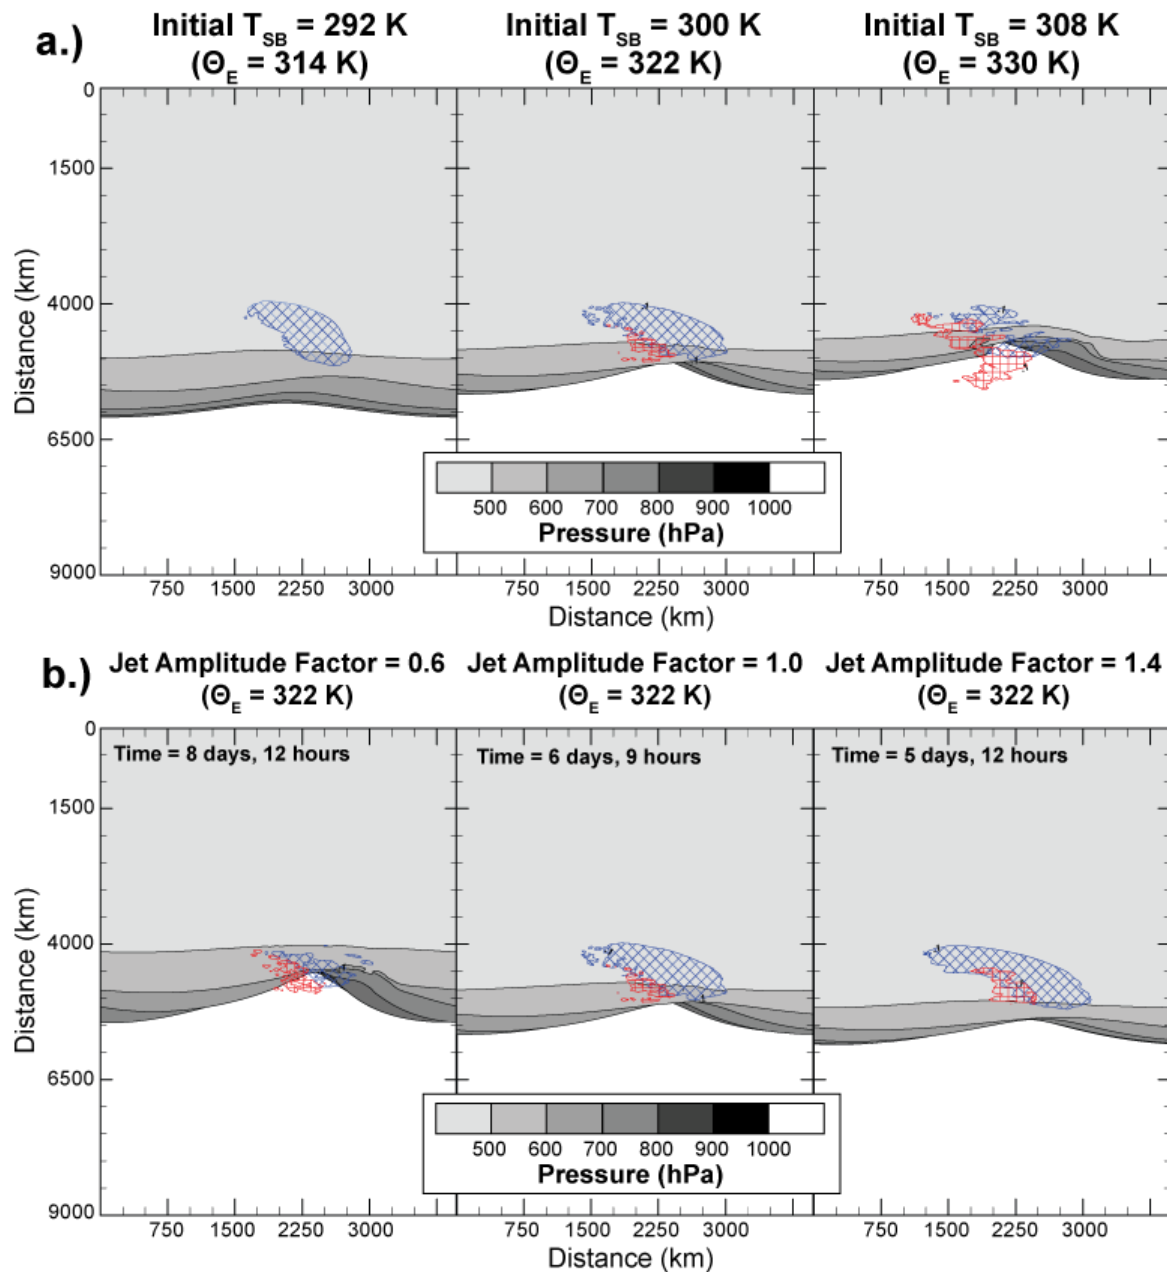 a.)
Initial T_SB = 292 K
(Θ_E = 314 K)
Initial T_SB = 300 K
(Θ_E = 322 K)
Initial T_SB = 308 K
(Θ_E = 330 K)
0
1500
4000
6500
9000
Distance (km)
500 600 700 800 900 1000
Pressure (hPa)
750 1500 2250 3000 750 1500 2250 3000 750 1500 2250 3000
Distance (km)
b.)
Jet Amplitude Factor = 0.6
(Θ_E = 322 K)
Jet Amplitude Factor = 1.0
(Θ_E = 322 K)
Jet Amplitude Factor = 1.4
(Θ_E = 322 K)
Time = 8 days, 12 hours
Time = 6 days, 9 hours
Time = 5 days, 12 hours
0
1500
4000
6500
9000
Distance (km)
500 600 700 800 900 1000
Pressure (hPa)
750 1500 2250 3000 750 1500 2250 3000 750 1500 2250 3000
Distance (km)